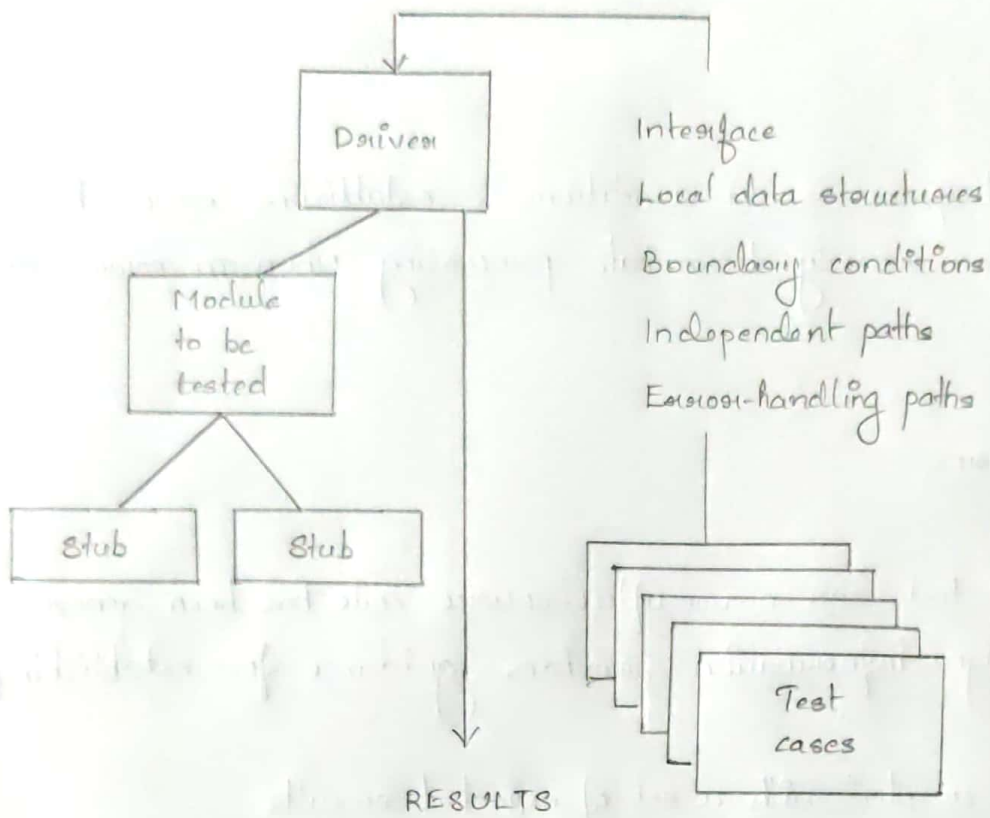 Driver
Interface
Local data structures
Boundary conditions
Independent paths
Error-handling paths
Module
to be
tested
Stub
Stub
Test
cases
RESULTS